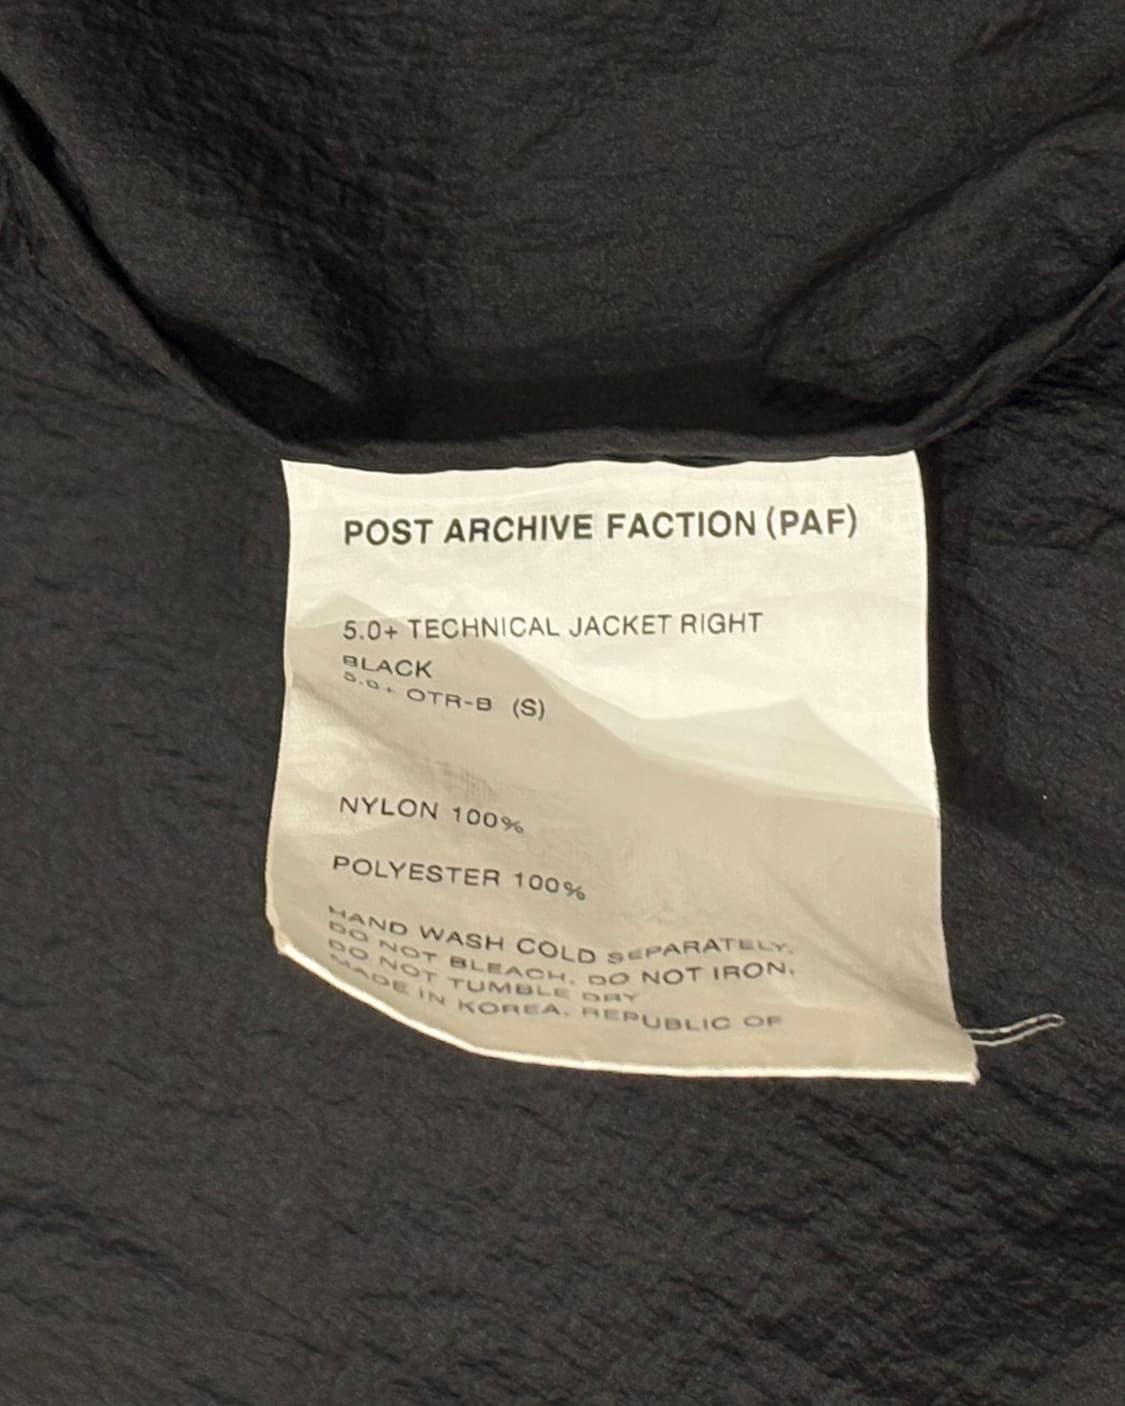 POST ARCHIVE FACTION (PAF)
5.0+ TECHNICAL JACKET RIGHT
BLACK
5.0+ OTR-B (S)
NYLON 100%
POLYESTER 100%
HAND WASH COLD SEPARATELY.
DO NOT BLEACH. DO NOT IRON.
DO NOT TUMBLE DRY
MADE IN KOREA. REPUBLIC OF